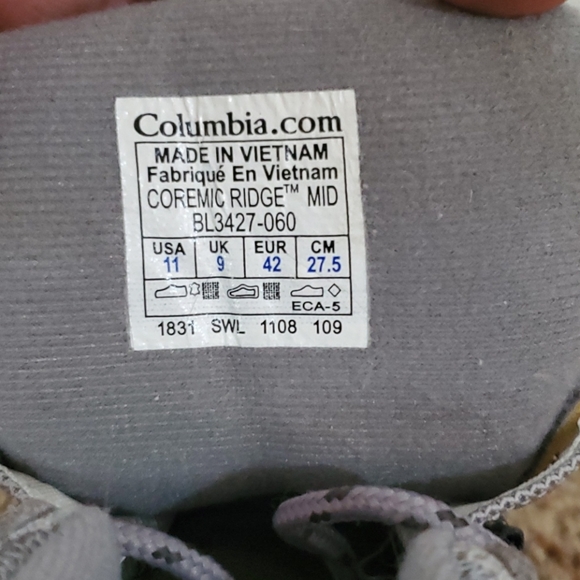 Columbia.com
MADE IN VIETNAM
Fabriqué En Vietnam
COREMIC RIDGE™ MID
BL3427-060
USA UK EUR CM
11 9 42 27.5
ECA-5
1831 SWL 1108 109